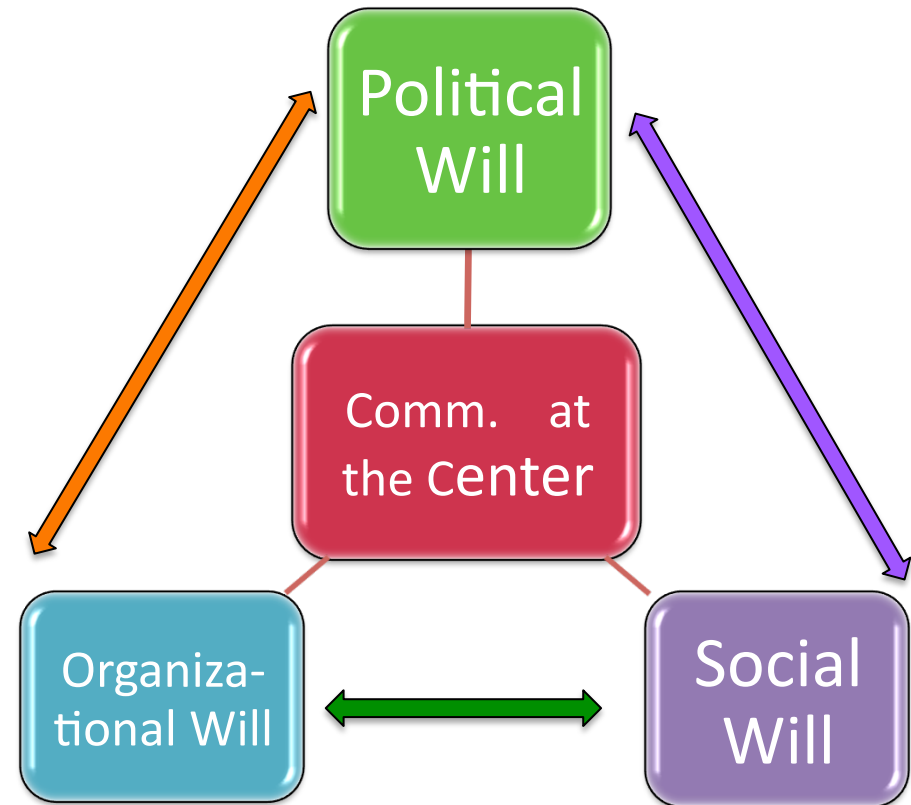 Political
Will
Comm. at
the Center
Organiza-
tional Will
Social
Will